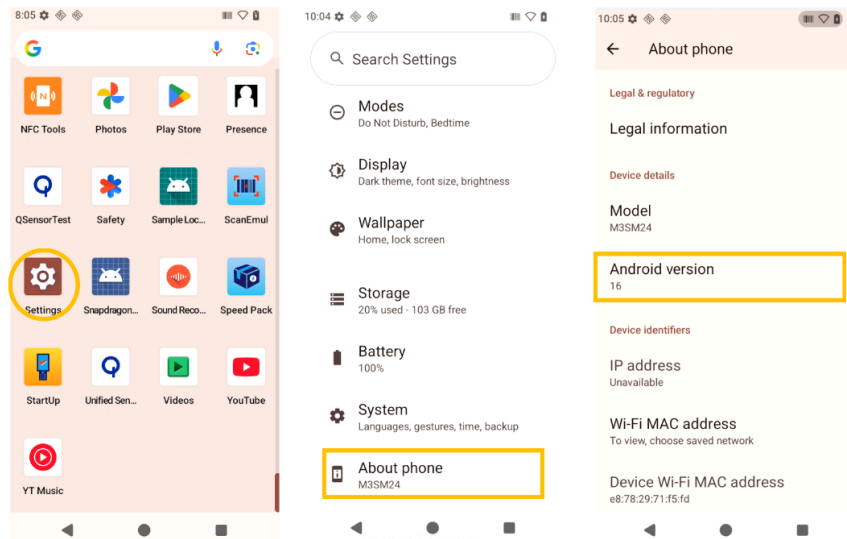 8:05
NFC Tools
Photos
Play Store
Presence
QSensorTest
Safety
Sample Loc...
ScanEmul
Settings
Snapdragon...
Sound Reco...
Speed Pack
StartUp
Unified Sen...
Videos
YouTube
YT Music
10:04
Search Settings
Modes
Do Not Disturb, Bedtime
Display
Dark theme, font size, brightness
Wallpaper
Home, lock screen
Storage
20% used - 103 GB free
Battery
100%
System
Languages, gestures, time, backup
About phone
M3SM24
10:05
About phone
Legal & regulatory
Legal information
Device details
Model
M3SM24
Android version
16
Device identifiers
IP address
Unavailable
Wi-Fi MAC address
To view, choose saved network
Device Wi-Fi MAC address
e8:78:29:71:f5:fd